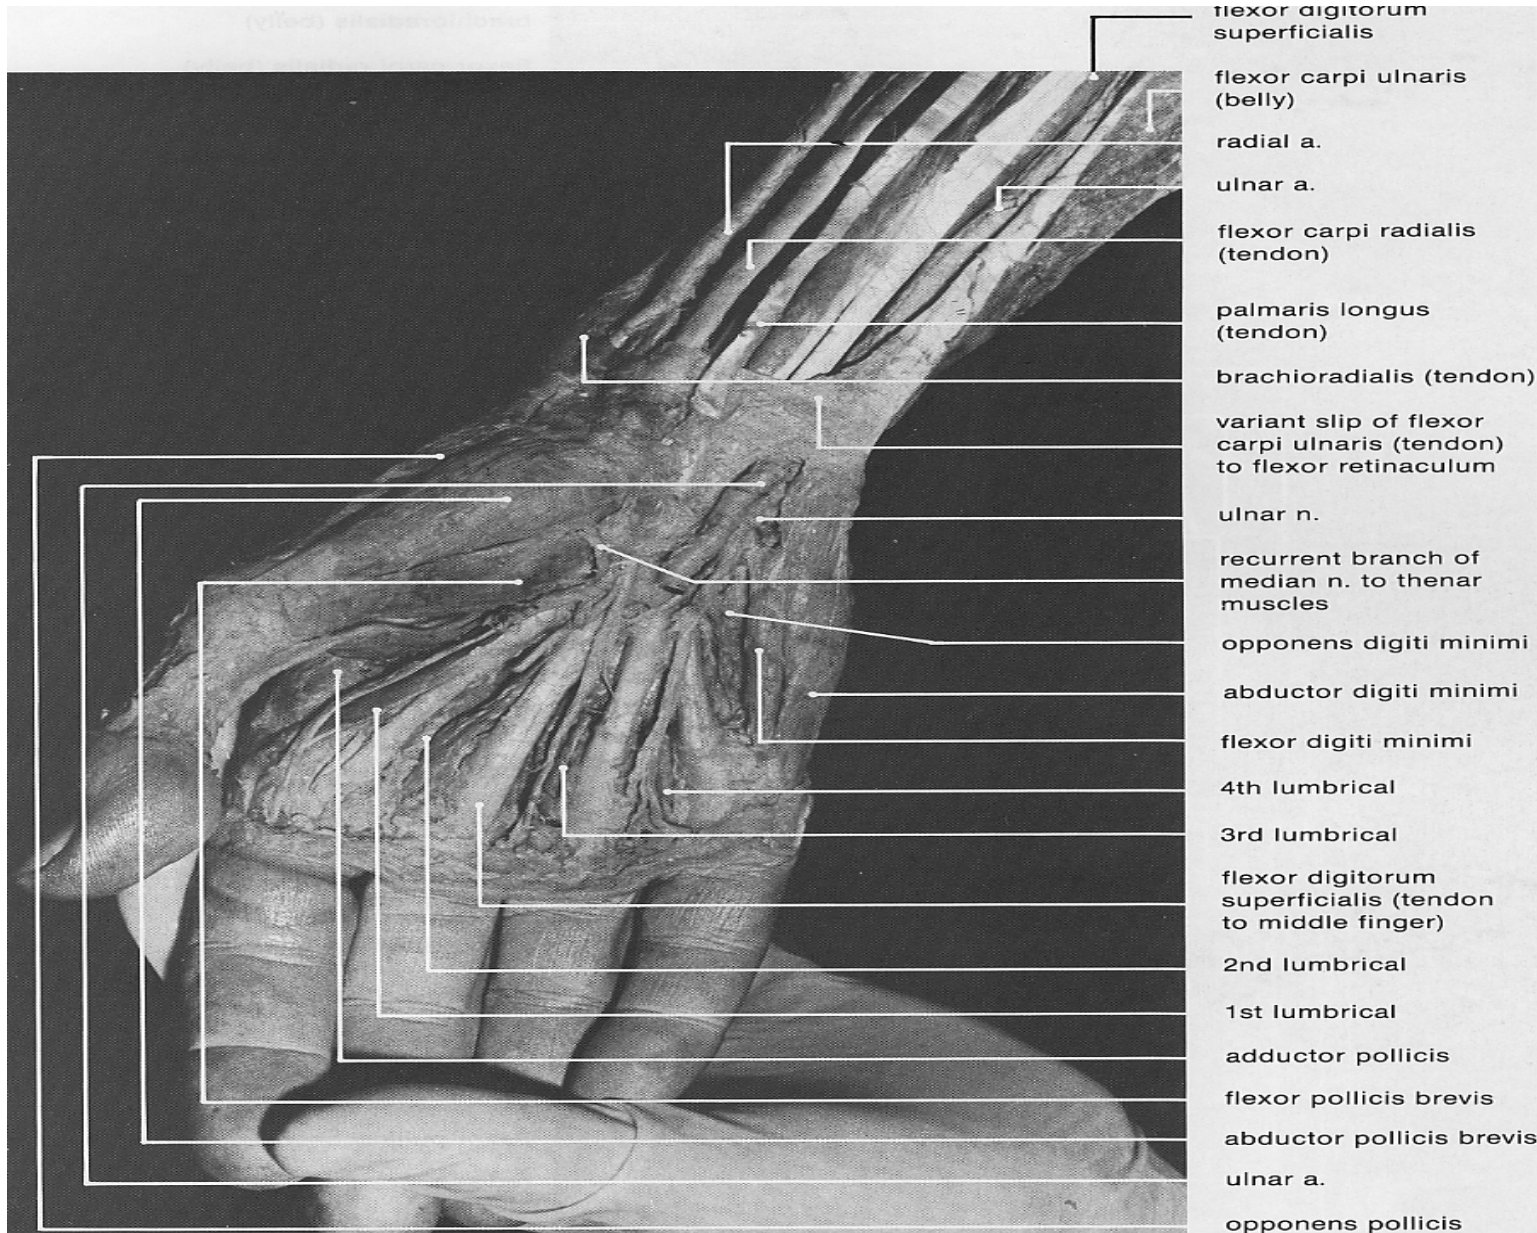 flexor digitorum
superficialis
flexor carpi ulnaris
(belly)
radial a.
ulnar a.
flexor carpi radialis
(tendon)
palmaris longus
(tendon)
brachioradialis (tendon)
variant slip of flexor
carpi ulnaris (tendon)
to flexor retinaculum
ulnar n.
recurrent branch of
median n. to thenar
muscles
opponens digiti minimi
abductor digiti minimi
flexor digiti minimi
4th lumbrical
3rd lumbrical
flexor digitorum
superficialis (tendon
to middle finger)
2nd lumbrical
1st lumbrical
adductor pollicis
flexor pollicis brevis
abductor pollicis brevis
ulnar a.
opponens pollicis